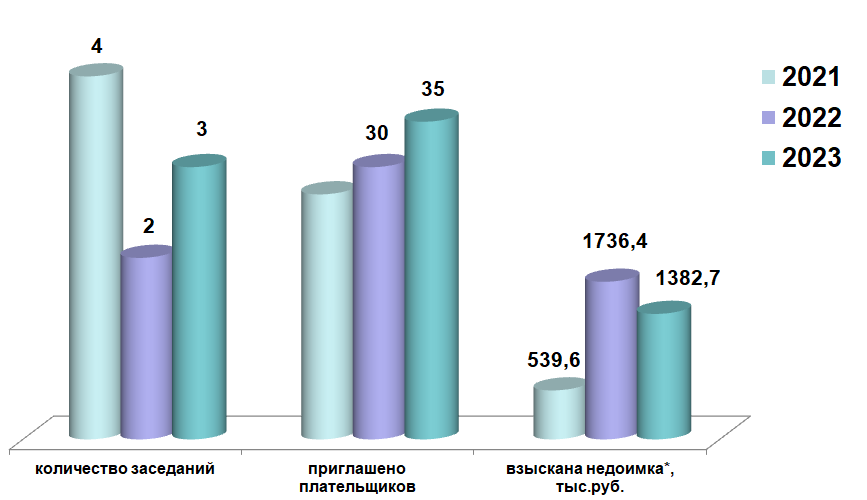 4
2
3
30
35
539,6
1736,4
1382,7
2021
2022
2023
количество заседаний
приглашено
плательщиков
взыскана недоимка*,
тыс.руб.